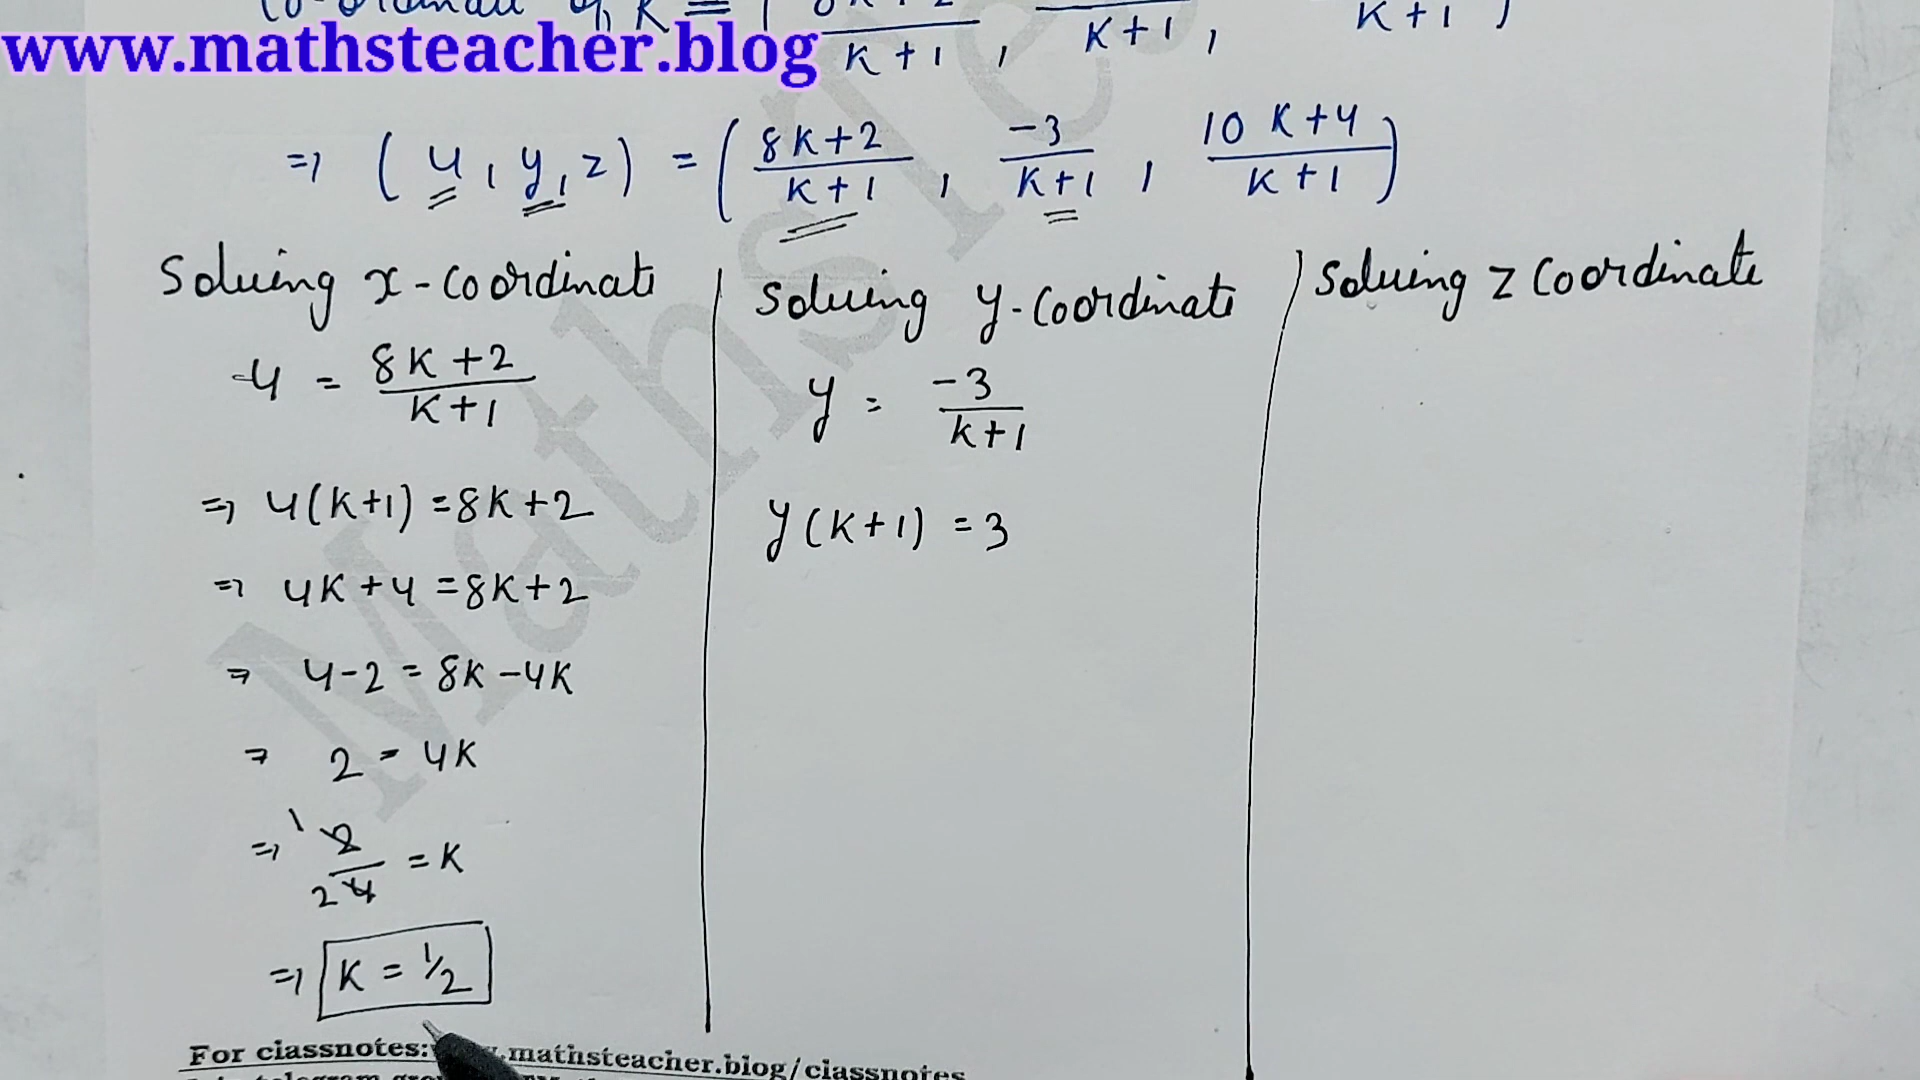 www.mathsteacher.blog
k+1 , k+1 , k+1 )
=> ( 4 , y , z ) = ( 8k+2/k+1 , -3/k+1 , 10k+4/k+1 )
Solving x-coordinate
4 = 8k+2/k+1
=> 4(k+1) = 8k+2
=> 4k+4 = 8k+2
=> 4-2 = 8k-4k
=> 2 = 4k
=> 2/4 = k
1
2
=> k = 1/2
Solving y-coordinate
y = -3/k+1
y(k+1) = 3
Solving z coordinate
For classnotes: .mathsteacher.blog/classnotes